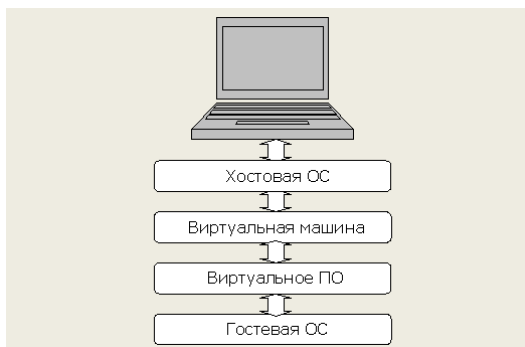 Хостовая ОС
Виртуальная машина
Виртуальное ПО
Гостевая ОС